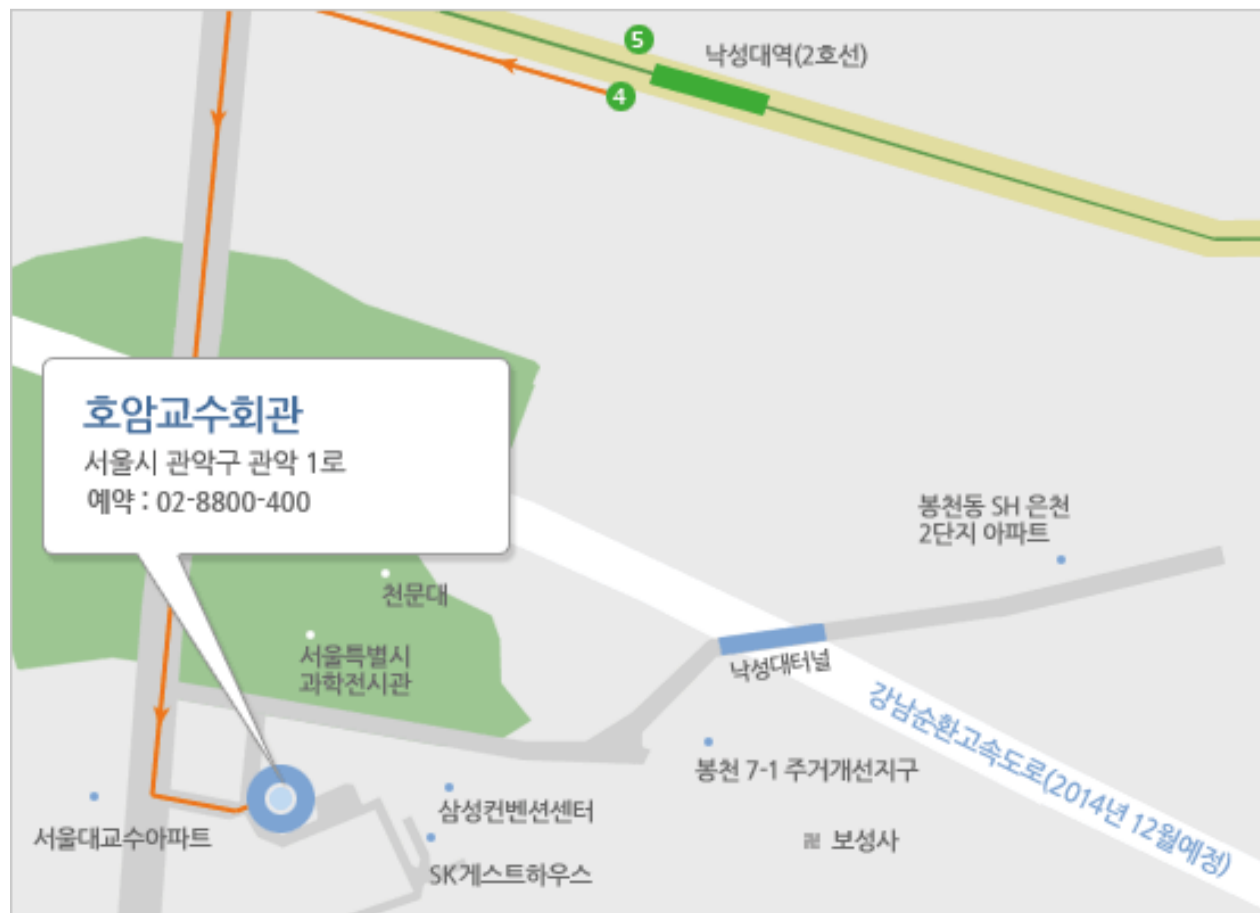 5
낙성대역(2호선)
4
호암교수회관
서울시 관악구 관악 1로
예약 : 02-8800-400
봉천동 SH 은천
2단지 아파트
천문대
서울특별시
과학전시관
낙성대터널
강남순환고속도로(2014년 12월예정)
봉천 7-1 주거개선지구
삼성컨벤션센터
서울대교수아파트
卍 보성사
SK게스트하우스